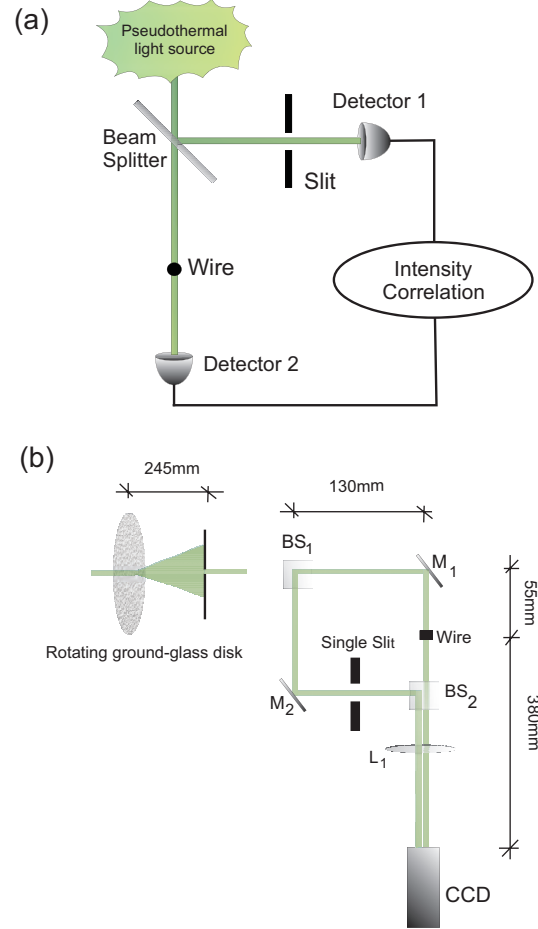 (a)
Pseudothermal
light source
Detector 1
Beam
Splitter
Slit
Wire
Intensity
Correlation
Detector 2
(b)
245mm
130mm
BS1
M1
55mm
Rotating ground-glass disk
Single Slit
Wire
M2
BS2
380mm
L1
CCD